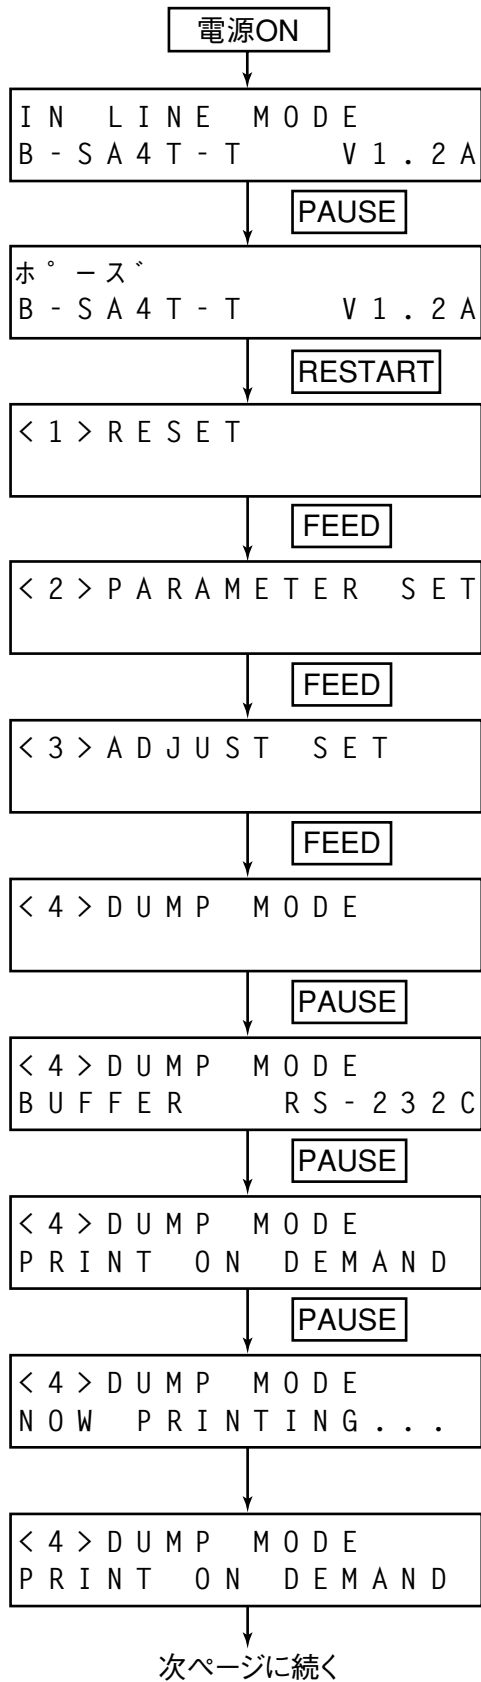 電源ON
IN LINE MODE
B-SA4T-T V1.2A
PAUSE
ポーズ
B-SA4T-T V1.2A
RESTART
<1>RESET
FEED
<2>PARAMETER SET
FEED
<3>ADJUST SET
FEED
<4>DUMP MODE
PAUSE
<4>DUMP MODE
BUFFER RS-232C
PAUSE
<4>DUMP MODE
PRINT ON DEMAND
PAUSE
<4>DUMP MODE
NOW PRINTING...
<4>DUMP MODE
PRINT ON DEMAND
次ページに続く